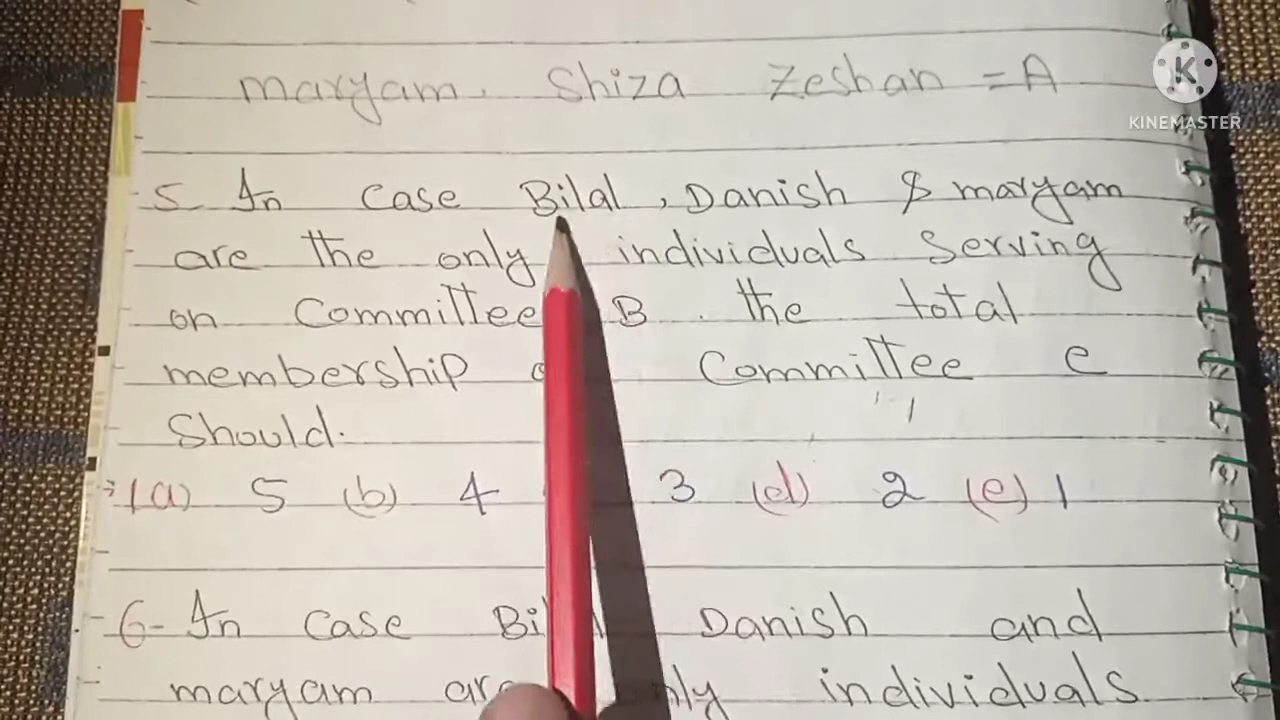 maryam, Shiza Zeshan = A
KINEMASTER
5- In case Bilal, Danish & maryam
are the only individuals Serving
on Committee B. the total
membership Committee C
Should.
(a) 5 (b) 4 3 (d) 2 (e) 1
6- In case Danish and
maryam individuals